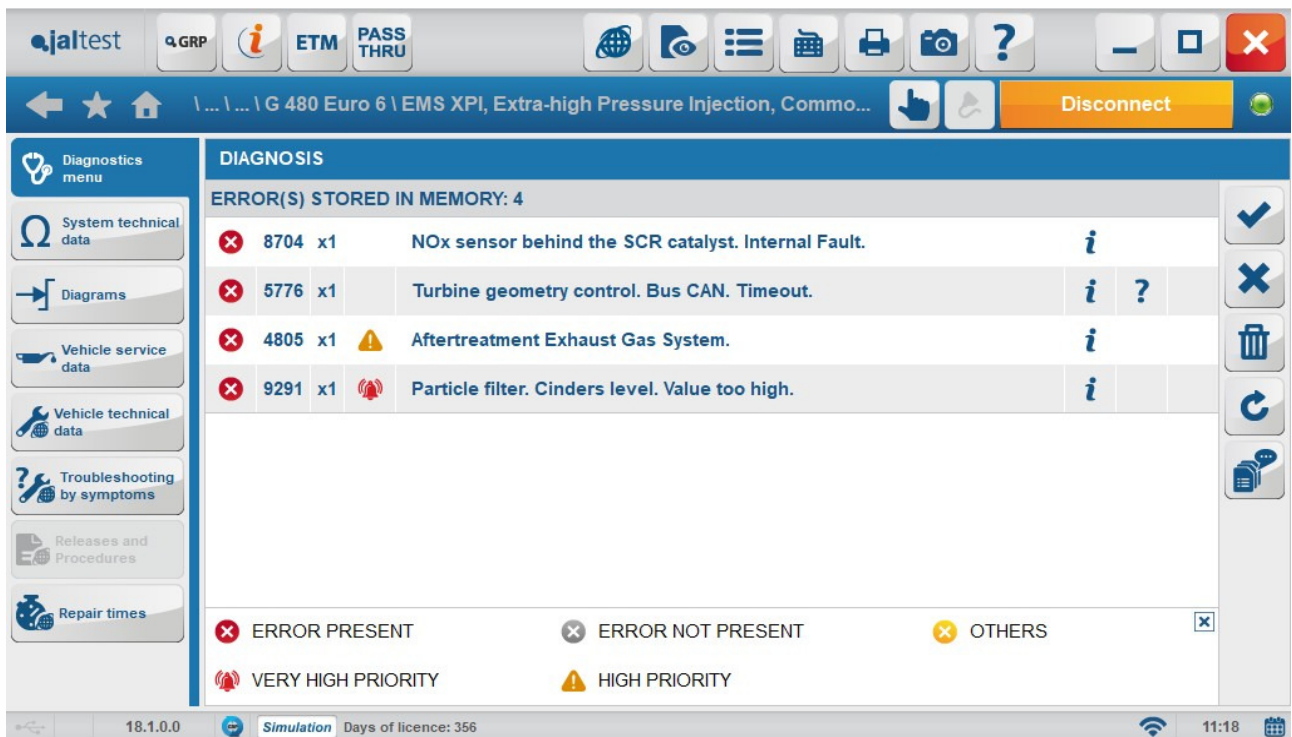 jaltest
GRP
i
ETM
PASS
THRU
?
\ ... \ ... \ G 480 Euro 6 \ EMS XPI, Extra-high Pressure Injection, Commo...
Disconnect
Diagnostics
menu
System technical
data
Diagrams
Vehicle service
data
Vehicle technical
data
Troubleshooting
by symptoms
Releases and
Procedures
Repair times
DIAGNOSIS
ERROR(S) STORED IN MEMORY: 4
8704 x1 NOx sensor behind the SCR catalyst. Internal Fault. i
5776 x1 Turbine geometry control. Bus CAN. Timeout. i ?
4805 x1 Aftertreatment Exhaust Gas System. i
9291 x1 Particle filter. Cinders level. Value too high. i
ERROR PRESENT ERROR NOT PRESENT OTHERS
VERY HIGH PRIORITY HIGH PRIORITY
18.1.0.0 Simulation Days of licence: 356 11:18